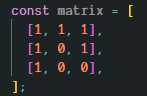 const matrix = [
  [1, 1, 1],
  [1, 0, 1],
  [1, 0, 0],
];